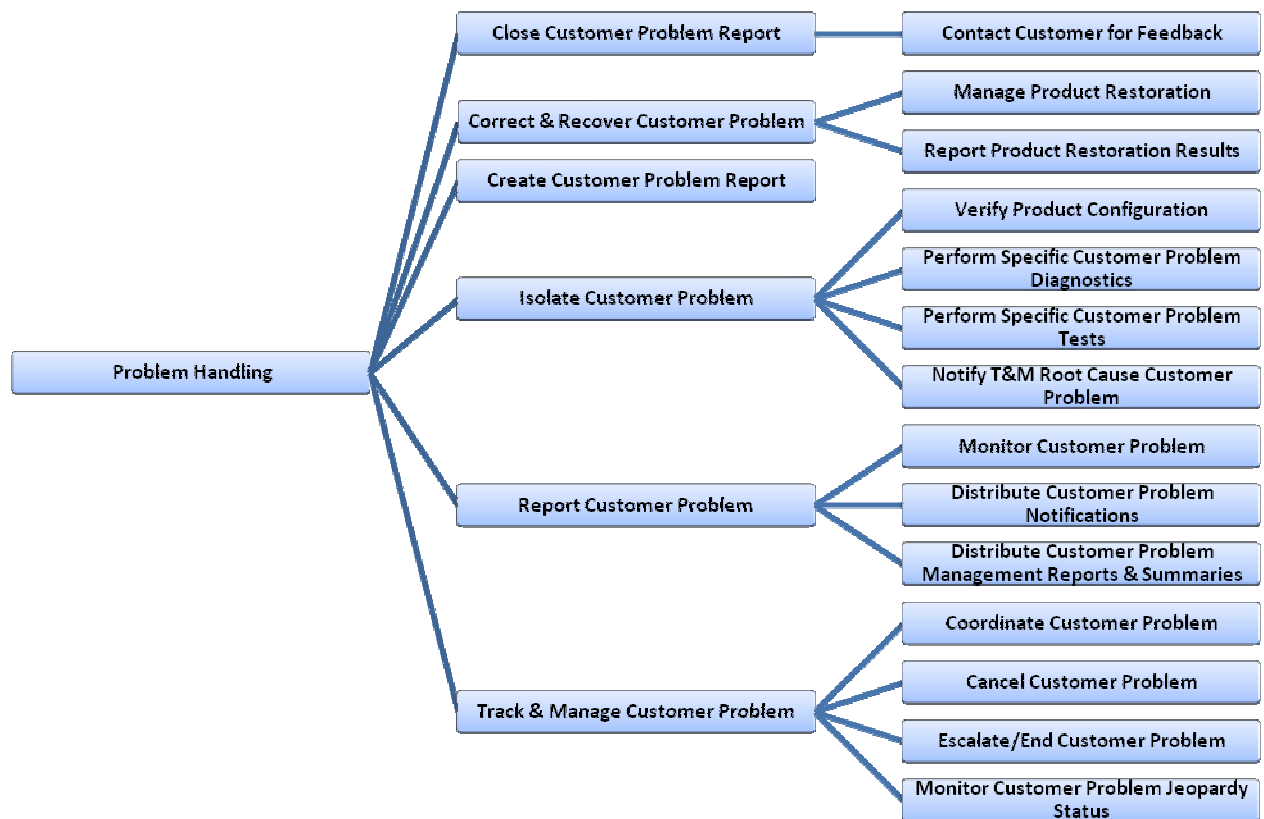 Problem Handling
Close Customer Problem Report
Contact Customer for Feedback
Correct & Recover Customer Problem
Manage Product Restoration
Report Product Restoration Results
Create Customer Problem Report
Isolate Customer Problem
Verify Product Configuration
Perform Specific Customer Problem
Diagnostics
Perform Specific Customer Problem
Tests
Notify T&M Root Cause Customer
Problem
Report Customer Problem
Monitor Customer Problem
Distribute Customer Problem
Notifications
Distribute Customer Problem
Management Reports & Summaries
Track & Manage Customer Problem
Coordinate Customer Problem
Cancel Customer Problem
Escalate/End Customer Problem
Monitor Customer Problem Jeopardy
Status